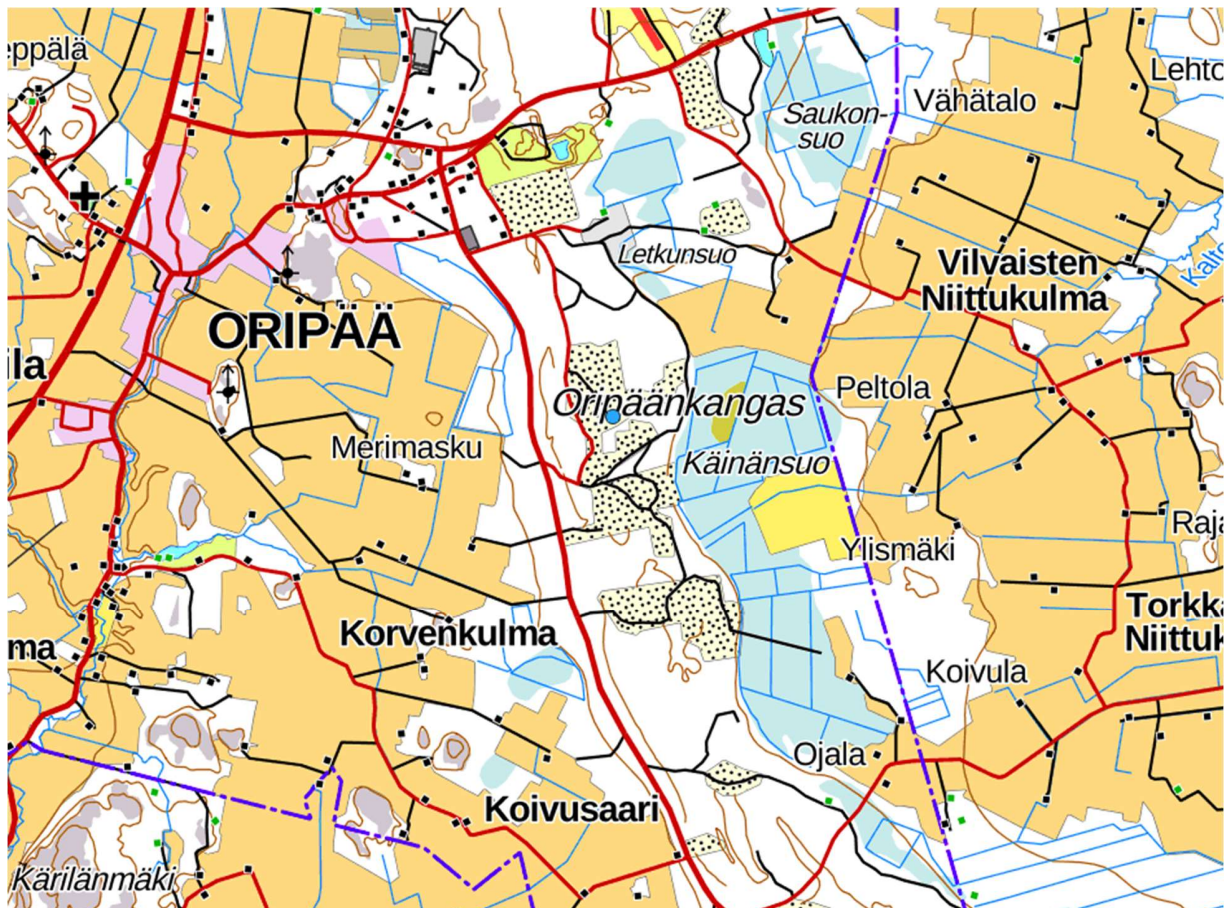 eppälä
Lehto
Vähätalo
Saukon-
suo
Letkunsuo
Vilvaisten
Niittukulma
ORIPÄÄ
ila
Peltola
Oripäänkangas
Merimasku
Käinänsuo
Raja
Ylismäki
Korvenkulma
Torkk
Niittuk
ma
Koivula
Ojala
Koivusaari
Kärilänmäki